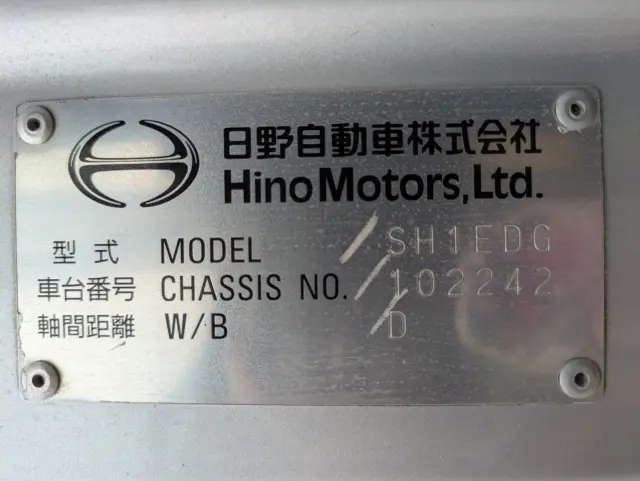 日野自動車株式会社
Hino Motors, Ltd.
型式 MODEL SH1EDG
車台番号 CHASSIS NO. 102242
軸間距離 W/B D